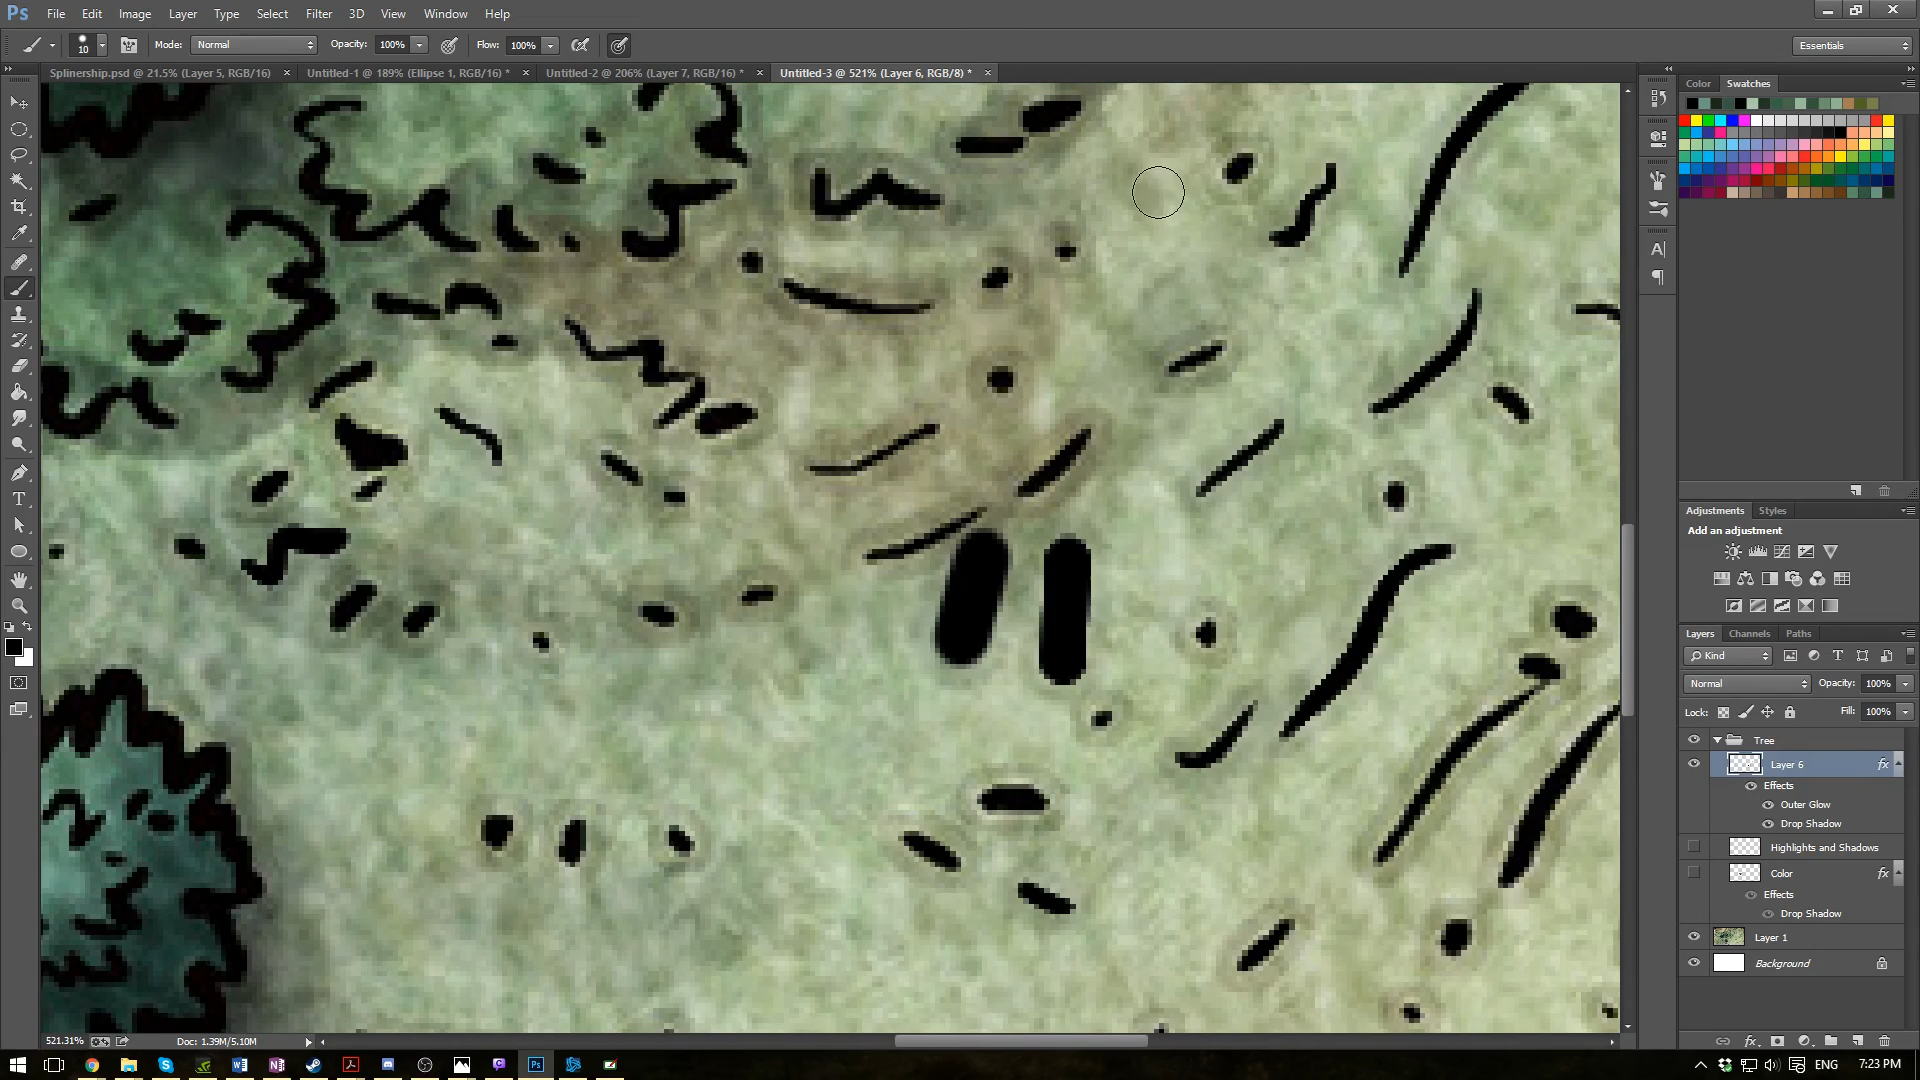 Ps File Edit Image Layer Type Select Filter 3D View Window Help
10 Mode: Normal Opacity: 100% Flow: 100% Essentials
Splinership.psd @ 21.5% (Layer 5, RGB/16) × Untitled-1 @ 189% (Ellipse 1, RGB/16) * × Untitled-2 @ 206% (Layer 7, RGB/16) * × Untitled-3 @ 521% (Layer 6, RGB/8) * ×
Color Swatches
Adjustments Styles
Add an adjustment
Layers Channels Paths
Kind
Normal Opacity: 100%
Lock: Fill: 100%
Tree
Layer 6 fx
Effects
Outer Glow
Drop Shadow
Highlights and Shadows
Color fx
Effects
Drop Shadow
Layer 1
Background
521.31% Doc: 1.39M/5.10M
ENG 7:23 PM